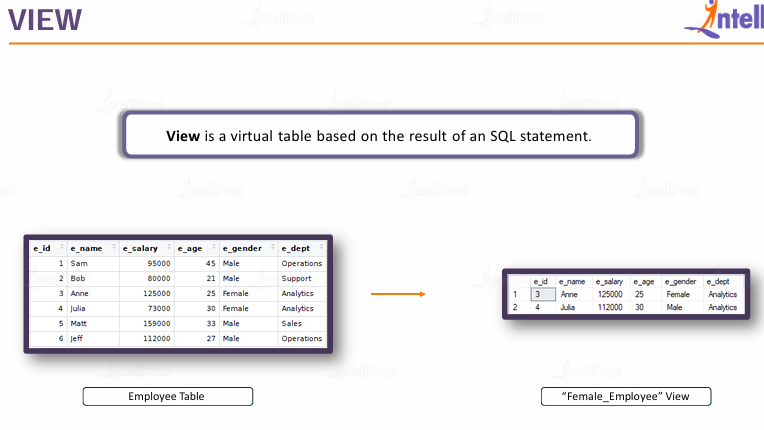 VIEW
intell
View is a virtual table based on the result of an SQL statement.
e_id e_name e_salary e_age e_gender e_dept
1 Sam 95000 45 Male Operations
2 Bob 80000 21 Male Support
3 Anne 125000 25 Female Analytics
4 Julia 73000 30 Female Analytics
5 Matt 159000 33 Male Sales
6 Jeff 112000 27 Male Operations
e_id e_name e_salary e_age e_gender e_dept
1 3 Anne 125000 25 Female Analytics
2 4 Julia 112000 30 Male Analytics
Employee Table
“Female_Employee” View